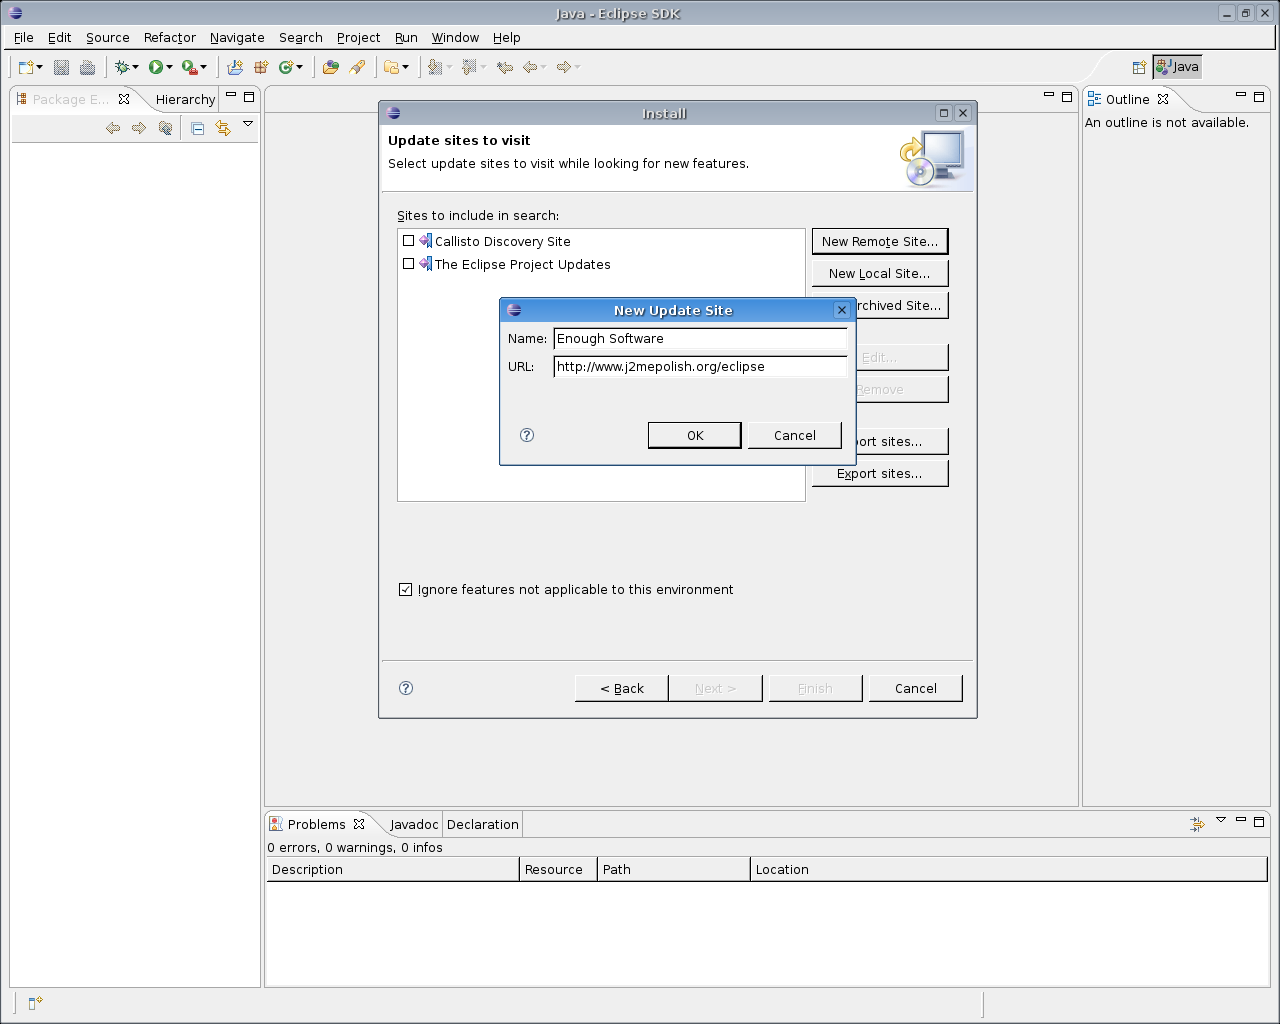 Java - Eclipse SDK
File Edit Source Refactor Navigate Search Project Run Window Help
Java
Package E...
Hierarchy
Outline
An outline is not available.
Install
Update sites to visit
Select update sites to visit while looking for new features.
Sites to include in search:
Callisto Discovery Site
The Eclipse Project Updates
New Remote Site...
New Local Site...
rchived Site...
Edit...
Remove
ort sites...
Export sites...
New Update Site
Name: Enough Software
URL: http://www.j2mepolish.org/eclipse
OK Cancel
Ignore features not applicable to this environment
< Back Next > Finish Cancel
Problems Javadoc Declaration
0 errors, 0 warnings, 0 infos
Description Resource Path Location